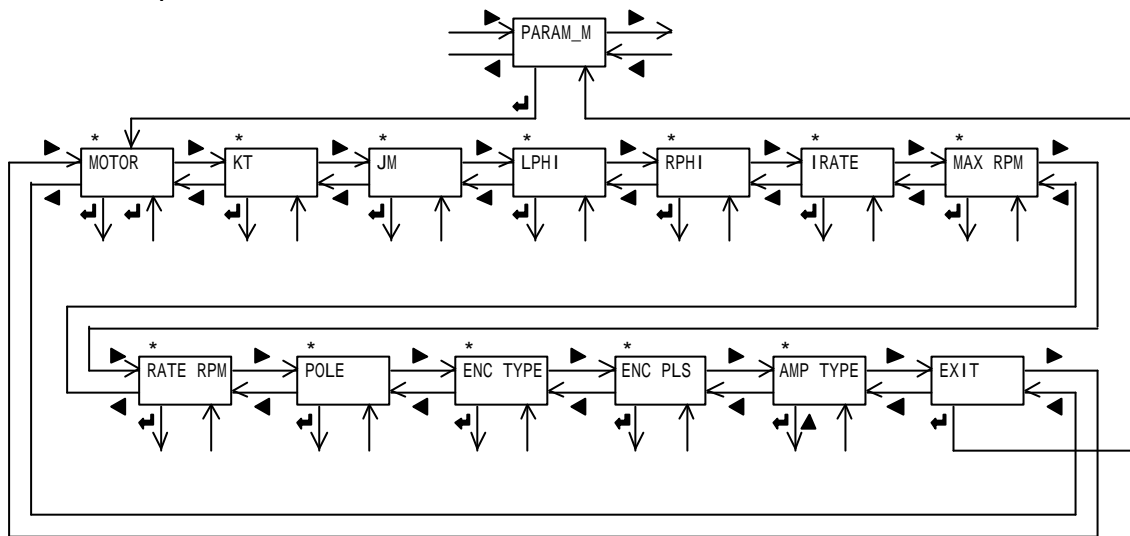 PARAM_M
* * * * * * *
MOTOR KT JM LPHI RPHI IRATE MAX RPM
* * * * *
RATE RPM POLE ENC TYPE ENC PLS AMP TYPE EXIT